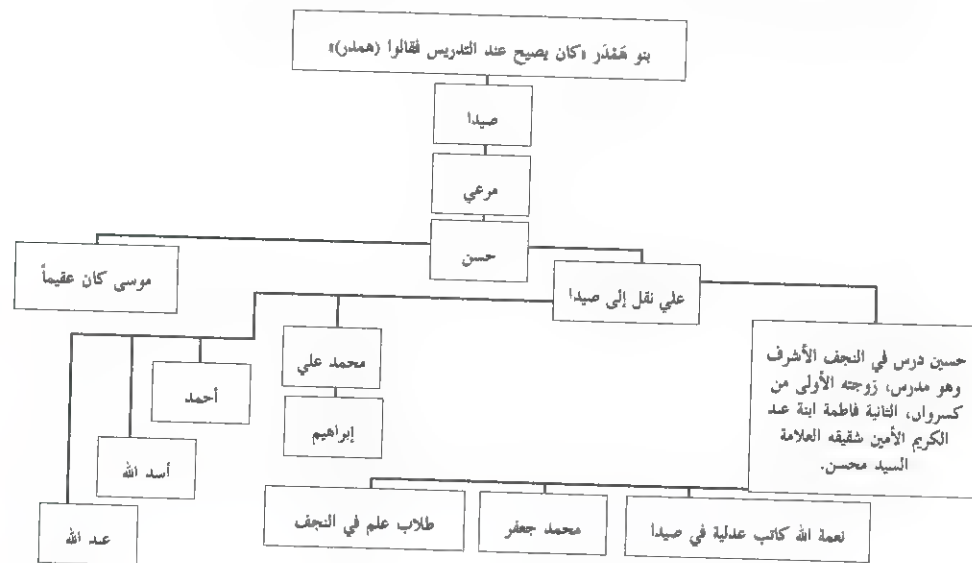 بنو هَمْدَر «كان يصيح عند التدريس فقالوا (همدر)»
صيدا
مرعي
حسن
موسى كان عقيماً
علي نقل إلى صيدا
حسين درس في النجف الأشرف
وهو مدرس، زوجته الأولى من
كسروان، الثانية فاطمة ابنة عبد
الكريم الأمين شقيقه العلامة
السيد محسن.
محمد علي
إبراهيم
أحمد
أسد الله
عبد الله
طلاب علم في النجف
محمد جعفر
نعمة الله كاتب عدلية في صيدا